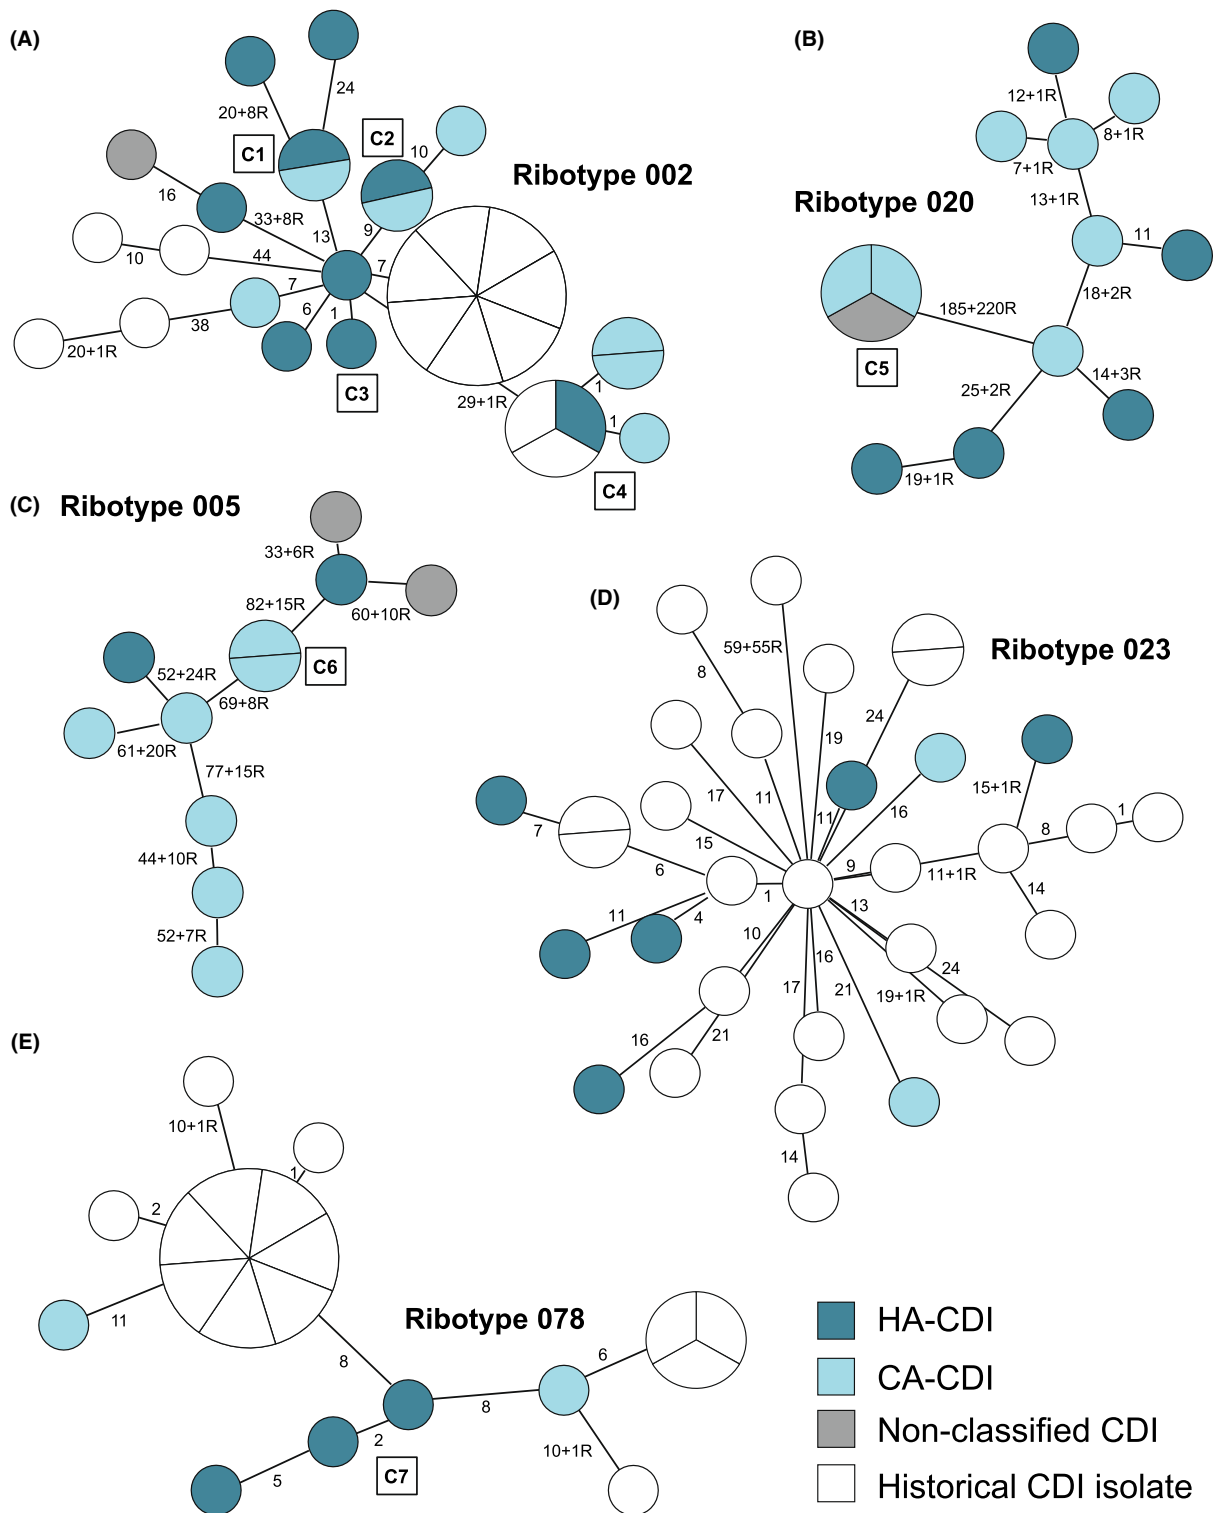 (A)
24
20+8R
C1
C2
10
Ribotype 002
16
33+8R
13
9
7
10
44
7
6
1
38
20+1R
C3
29+1R
1
1
C4
(B)
12+1R
8+1R
7+1R
13+1R
Ribotype 020
11
18+2R
185+220R
C5
14+3R
25+2R
19+1R
(C) Ribotype 005
33+6R
82+15R
60+10R
52+24R
C6
69+8R
61+20R
77+15R
44+10R
52+7R
(D)
Ribotype 023
59+55R
8
24
19
17
11
11
16
15+1R
1
8
7
15
6
9
11+1R
1
14
11
4
13
10
16
24
17
21
19+1R
16
21
14
(E)
10+1R
1
2
11
Ribotype 078
8
6
8
2
10+1R
5
C7
HA-CDI
CA-CDI
Non-classified CDI
Historical CDI isolate